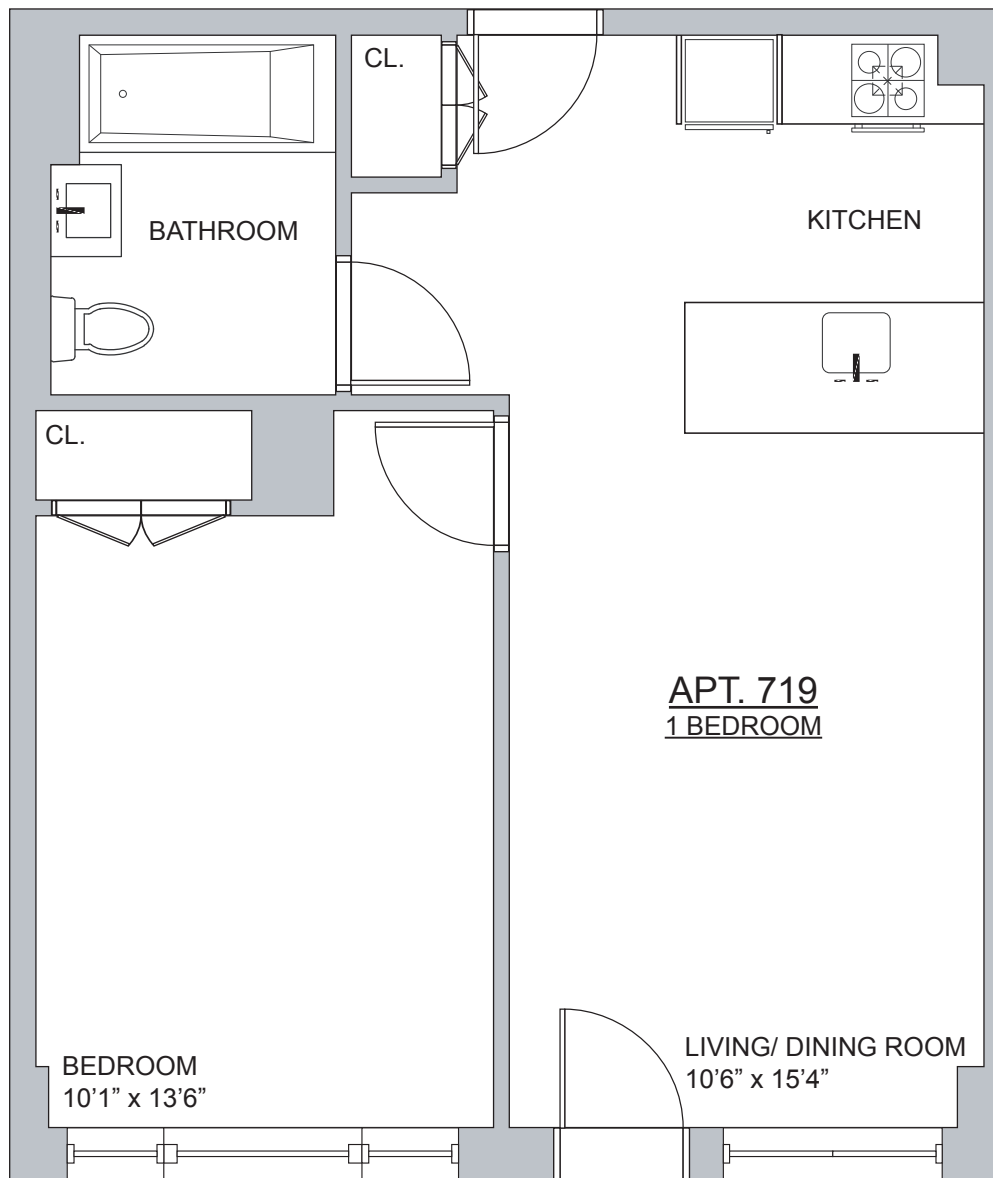 CL.
KITCHEN
BATHROOM
CL.
APT. 719
1 BEDROOM
LIVING/ DINING ROOM
10’6” x 15’4”
BEDROOM
10’1” x 13’6”